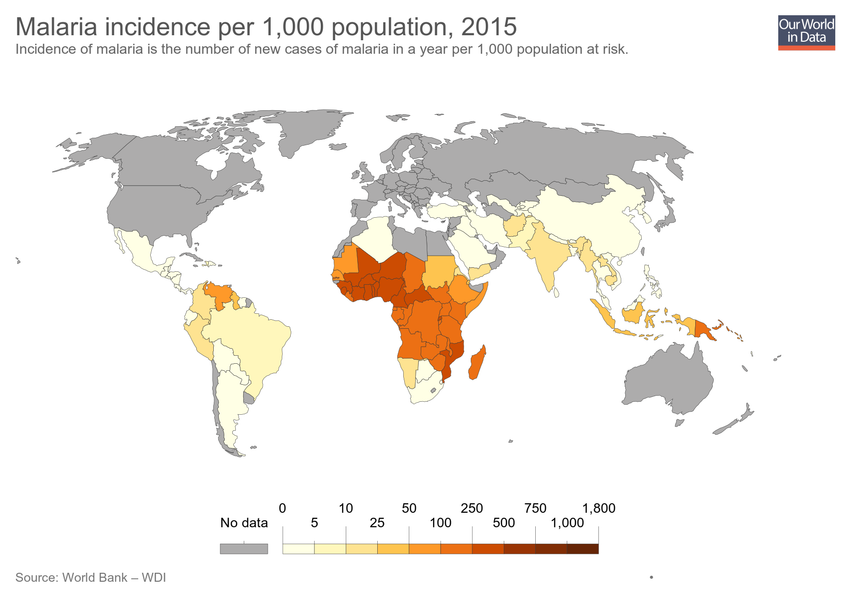 Malaria incidence per 1,000 population, 2015
Incidence of malaria is the number of new cases of malaria in a year per 1,000 population at risk.
Our World
in Data
0 10 50 250 750 1,800
No data 5 25 100 500 1,000
Source: World Bank – WDI